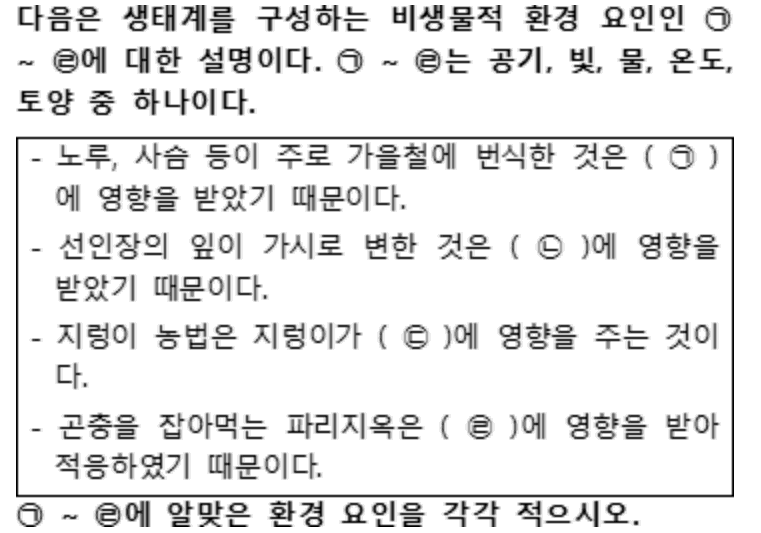 다음은 생태계를 구성하는 비생물적 환경 요인인 ㉠
~ ㉣에 대한 설명이다. ㉠ ~ ㉣는 공기, 빛, 물, 온도,
토양 중 하나이다.
- 노루, 사슴 등이 주로 가을철에 번식한 것은 ( ㉠ )
에 영향을 받았기 때문이다.
- 선인장의 잎이 가시로 변한 것은 ( ㉡ )에 영향을
받았기 때문이다.
- 지렁이 농법은 지렁이가 ( ㉢ )에 영향을 주는 것이
다.
- 곤충을 잡아먹는 파리지옥은 ( ㉣ )에 영향을 받아
적응하였기 때문이다.
㉠ ~ ㉣에 알맞은 환경 요인을 각각 적으시오.